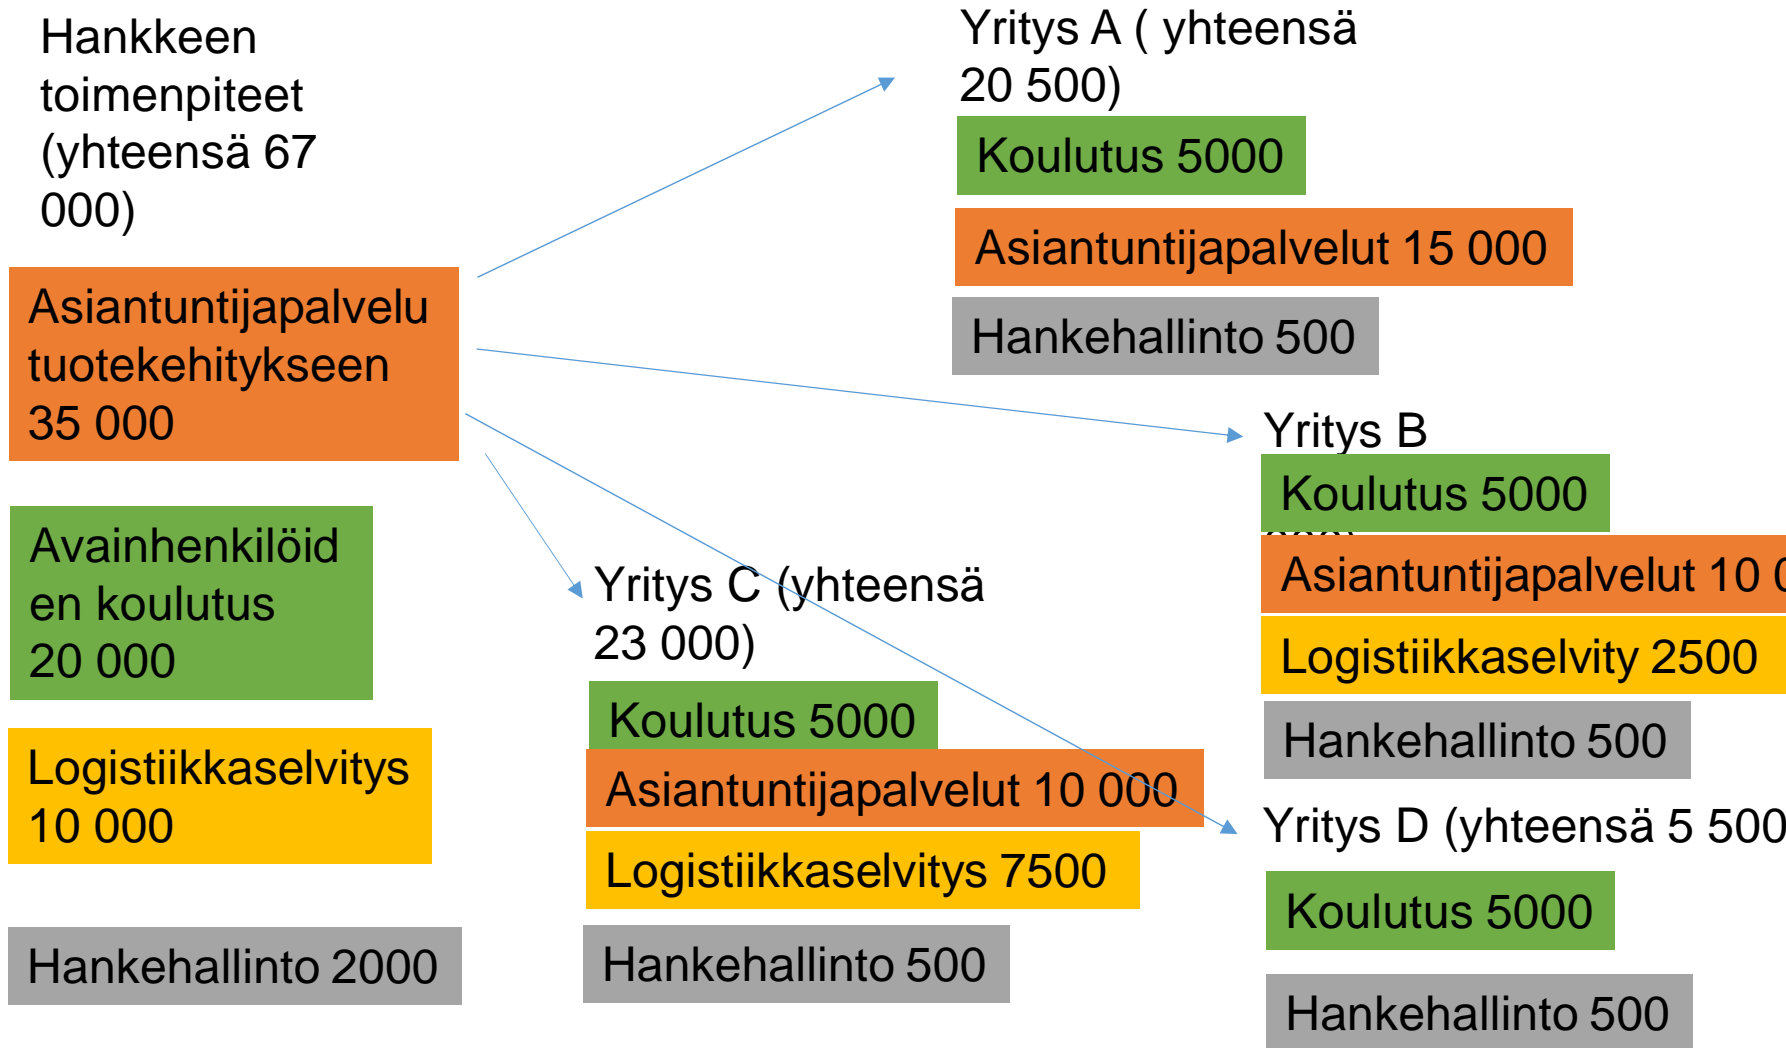 Hankkeen
toimenpiteet
(yhteensä 67
000)
Asiantuntijapalvelu
tuotekehitykseen
35 000
Avainhenkilöid
en koulutus
20 000
Logistiikkaselvitys
10 000
Hankehallinto 2000
Yritys A ( yhteensä
20 500)
Koulutus 5000
Asiantuntijapalvelut 15 000
Hankehallinto 500
Yritys C (yhteensä
23 000)
Koulutus 5000
Asiantuntijapalvelut 10 000
Logistiikkaselvitys 7500
Hankehallinto 500
Yritys B
Koulutus 5000
Asiantuntijapalvelut 10
Logistiikkaselvity 2500
Hankehallinto 500
Yritys D (yhteensä 5 500
Koulutus 5000
Hankehallinto 500